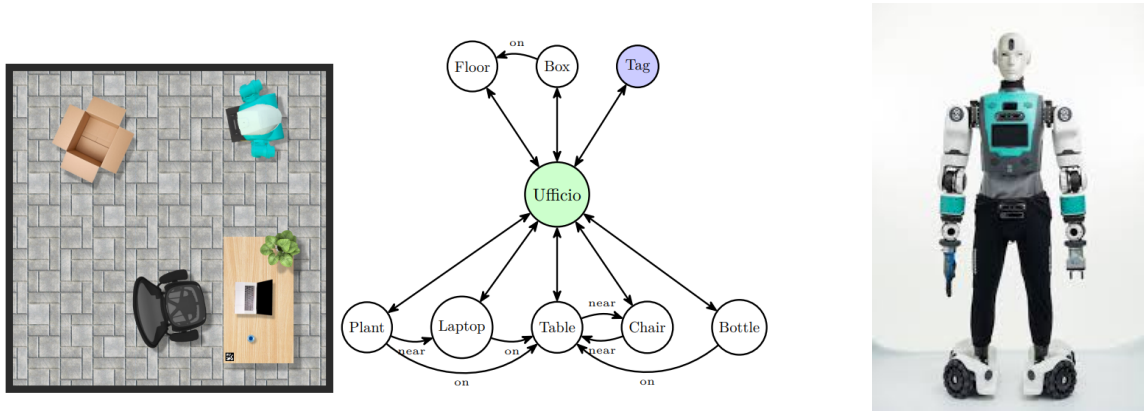 on
Floor
Box
Tag
Ufficio
near
Plant
Laptop
Table
Chair
Bottle
near
on
near
on
on